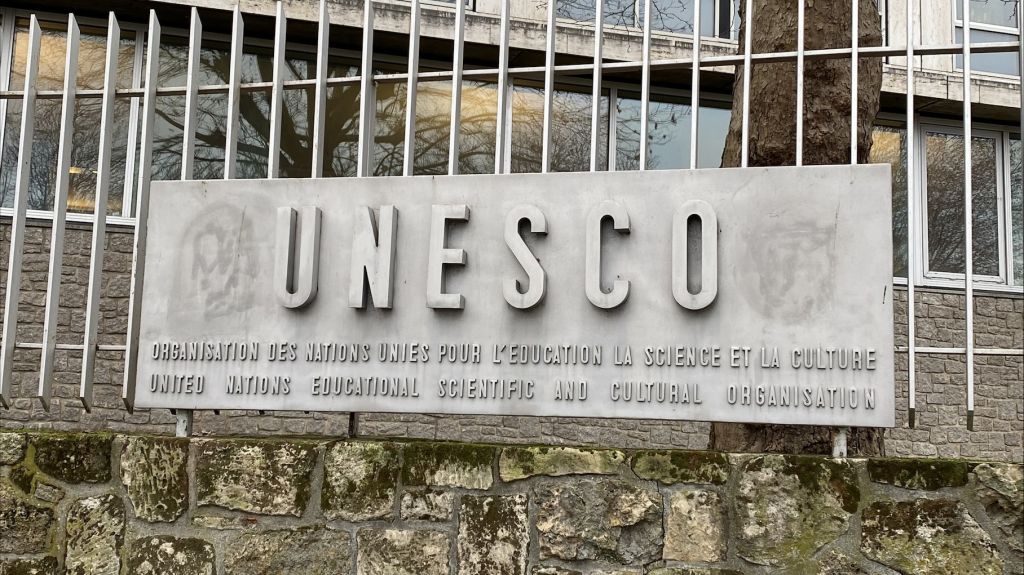 UNESCO
ORGANISATION DES NATIONS UNIES POUR L'EDUCATION LA SCIENCE ET LA CULTURE
UNITED NATIONS EDUCATIONAL SCIENTIFIC AND CULTURAL ORGANISATION